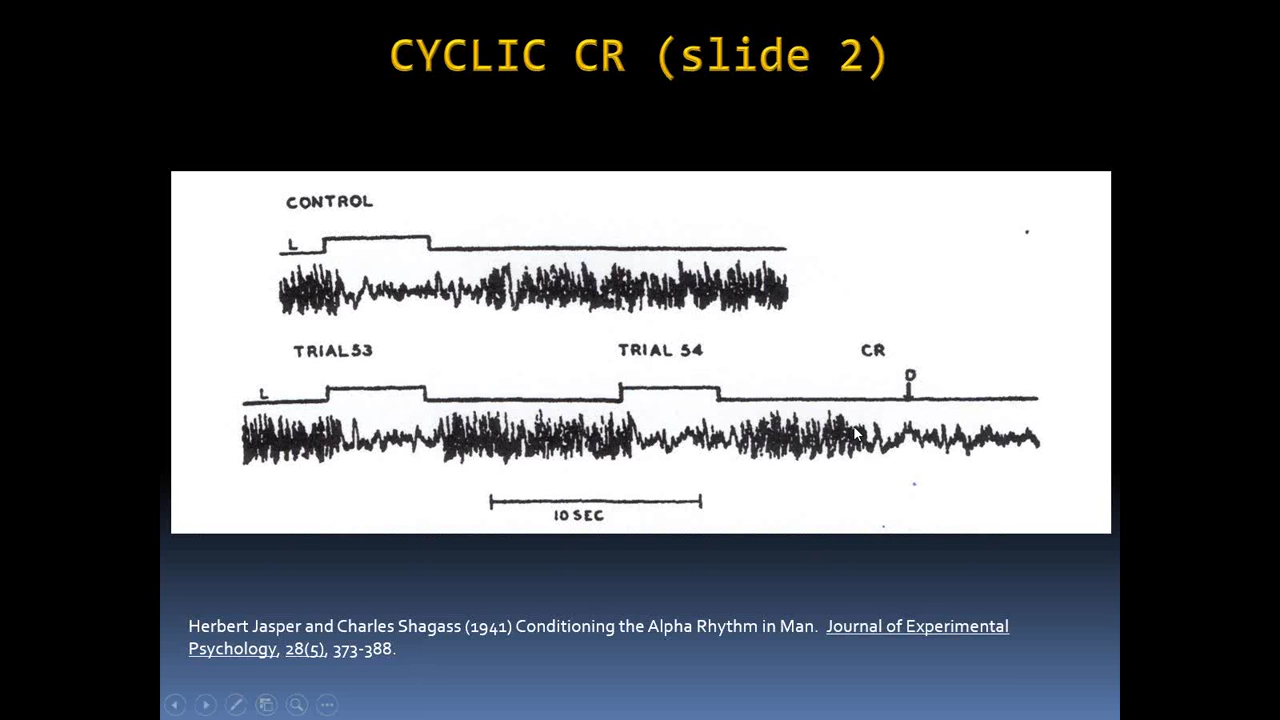 CYCLIC CR (slide 2)
CONTROL
L
TRIAL 53
TRIAL 54
CR
L
O
10 SEC
Herbert Jasper and Charles Shagass (1941) Conditioning the Alpha Rhythm in Man. Journal of Experimental
Psychology, 28(5), 373-388.